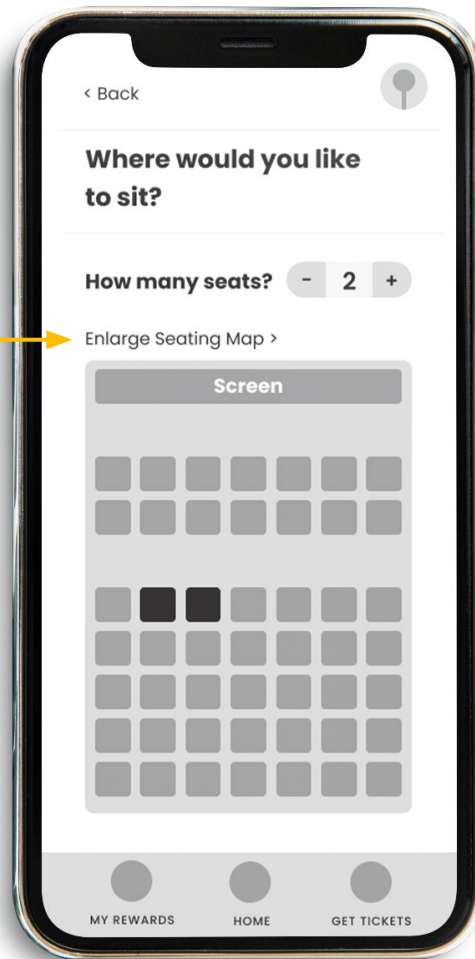 < Back
Where would you like
to sit?
How many seats? - 2 +
Enlarge Seating Map >
Screen
MY REWARDS HOME GET TICKETS